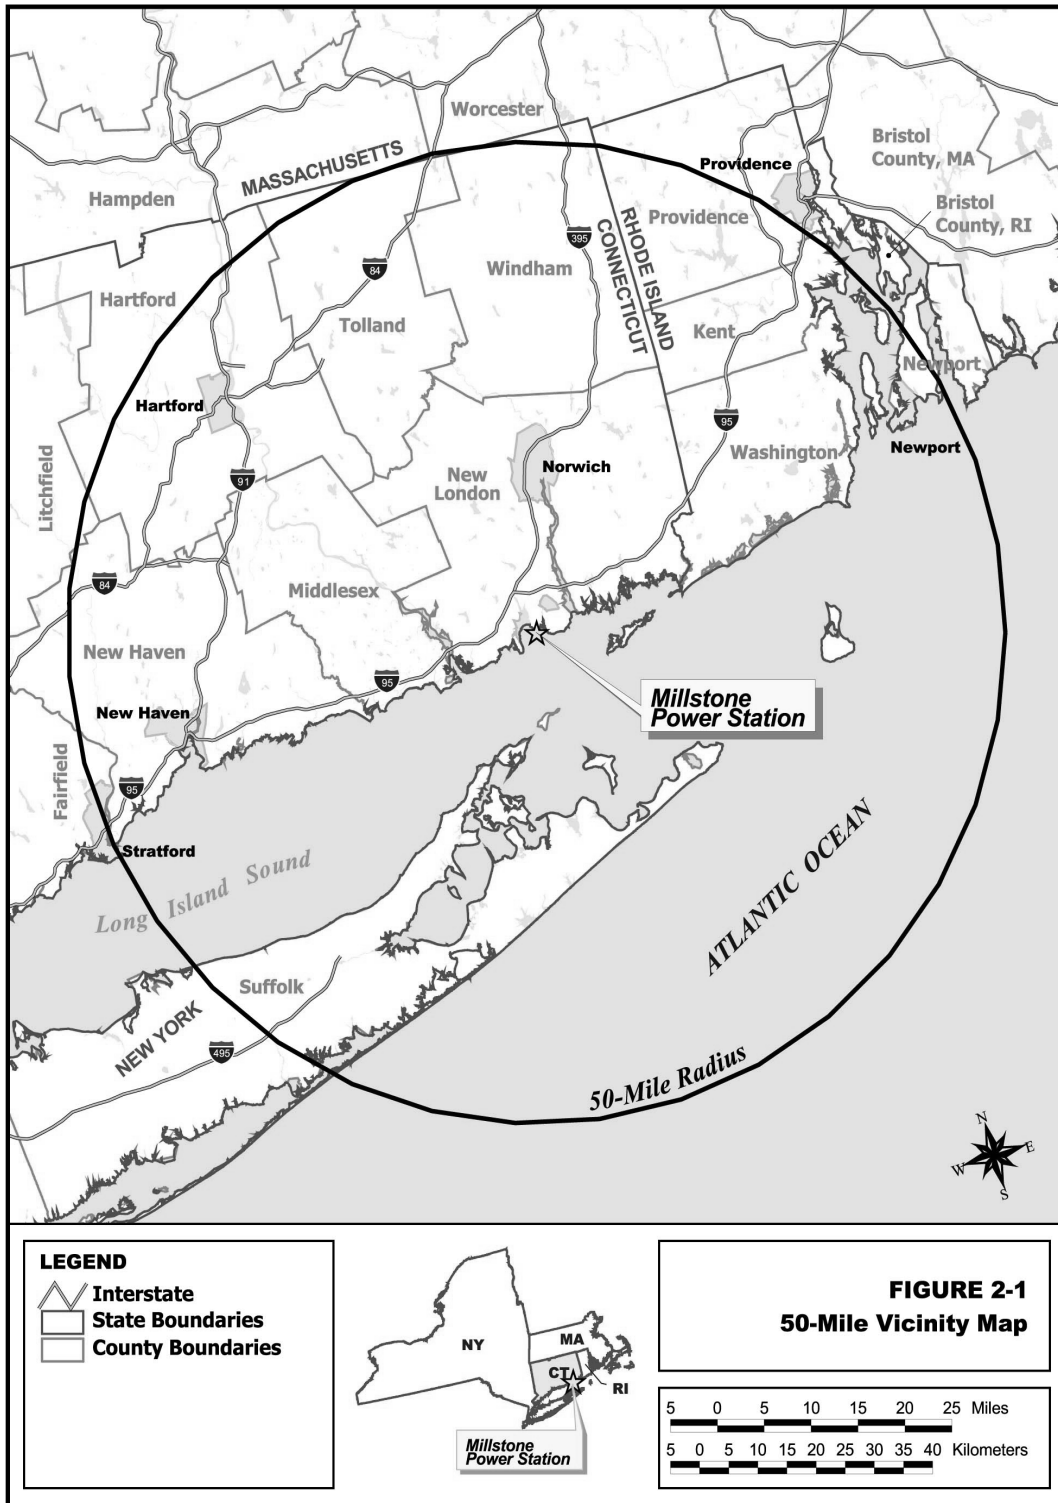 Worcester
MASSACHUSETTS
Hampden
Providence
Bristol
County, MA
Bristol
County, RI
Providence
RHODE ISLAND
CONNECTICUT
395
84
Windham
Hartford
Tolland
Kent
Newport
Hartford
95
Newport
Norwich
Washington
New
London
91
Litchfield
84
Middlesex
New Haven
95
New Haven
Millstone
Power Station
Fairfield
95
Stratford
Long Island Sound
ATLANTIC OCEAN
Suffolk
NEW YORK
495
50-Mile Radius
N
E
W
S
LEGEND
Interstate
State Boundaries
County Boundaries
NY
MA
CT
RI
Millstone
Power Station
FIGURE 2-1
50-Mile Vicinity Map
5 0 5 10 15 20 25 Miles
5 0 5 10 15 20 25 30 35 40 Kilometers